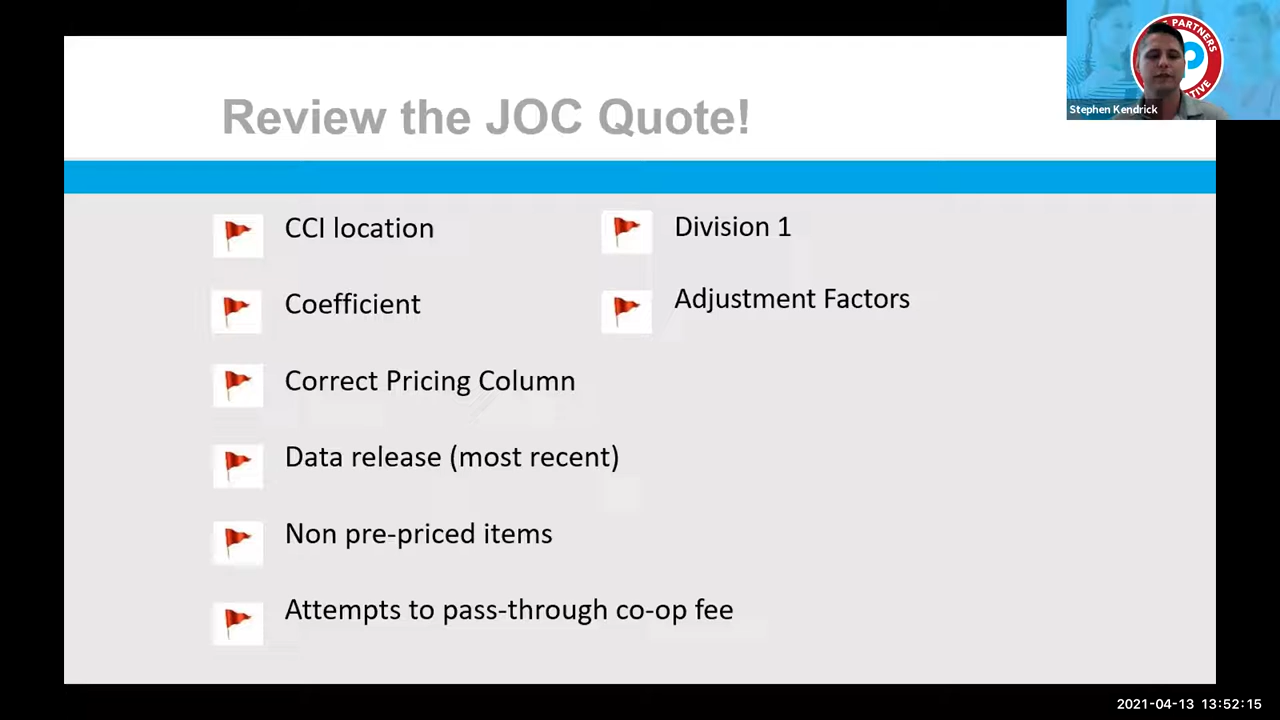 Review the JOC Quote!
PARTNERS
Stephen Kendrick
CCI location
Coefficient
Correct Pricing Column
Data release (most recent)
Non pre-priced items
Attempts to pass-through co-op fee
Division 1
Adjustment Factors
2021-04-13 13:52:15